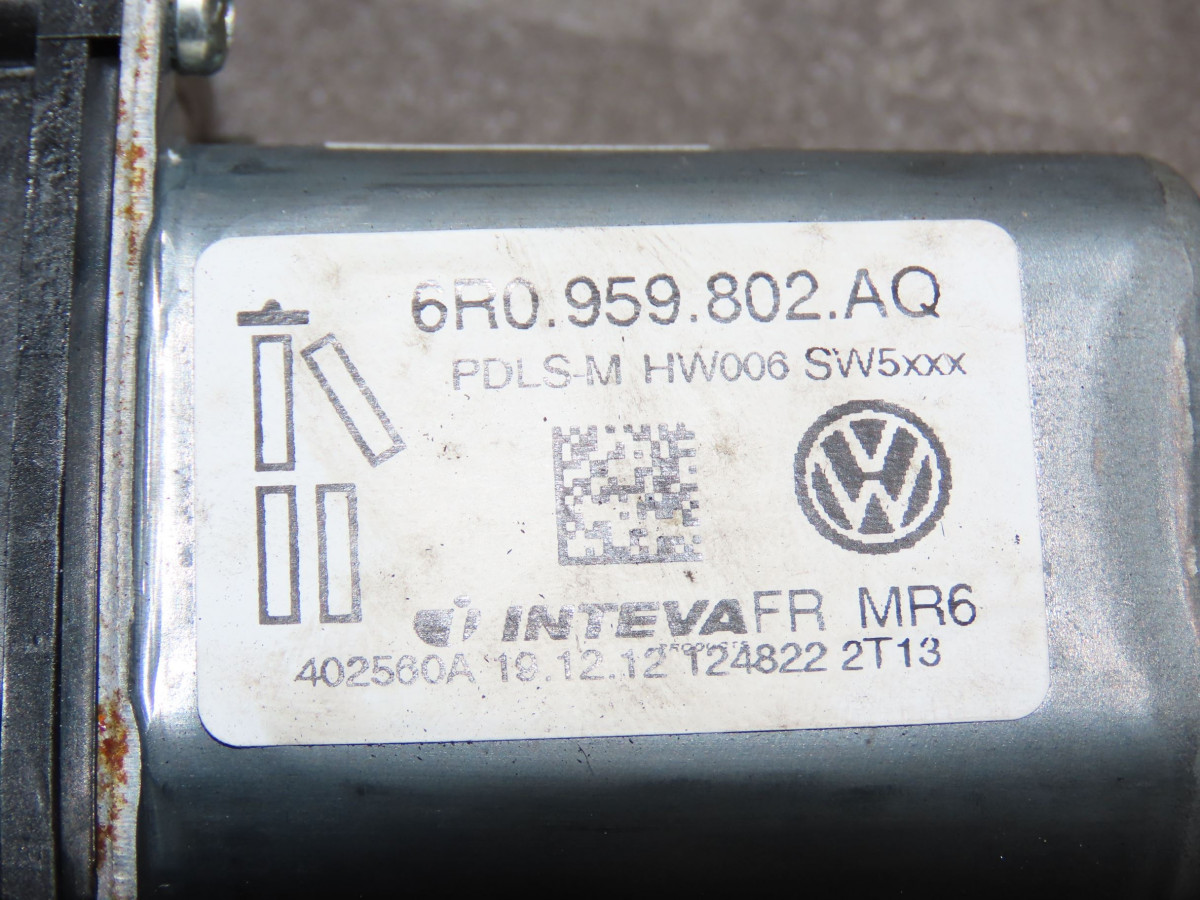 6R0.959.802.AQ
PDLS-M HW006 SW5xxx
INTEVA FR MR6
402560A 19.12.12 124822 2T13